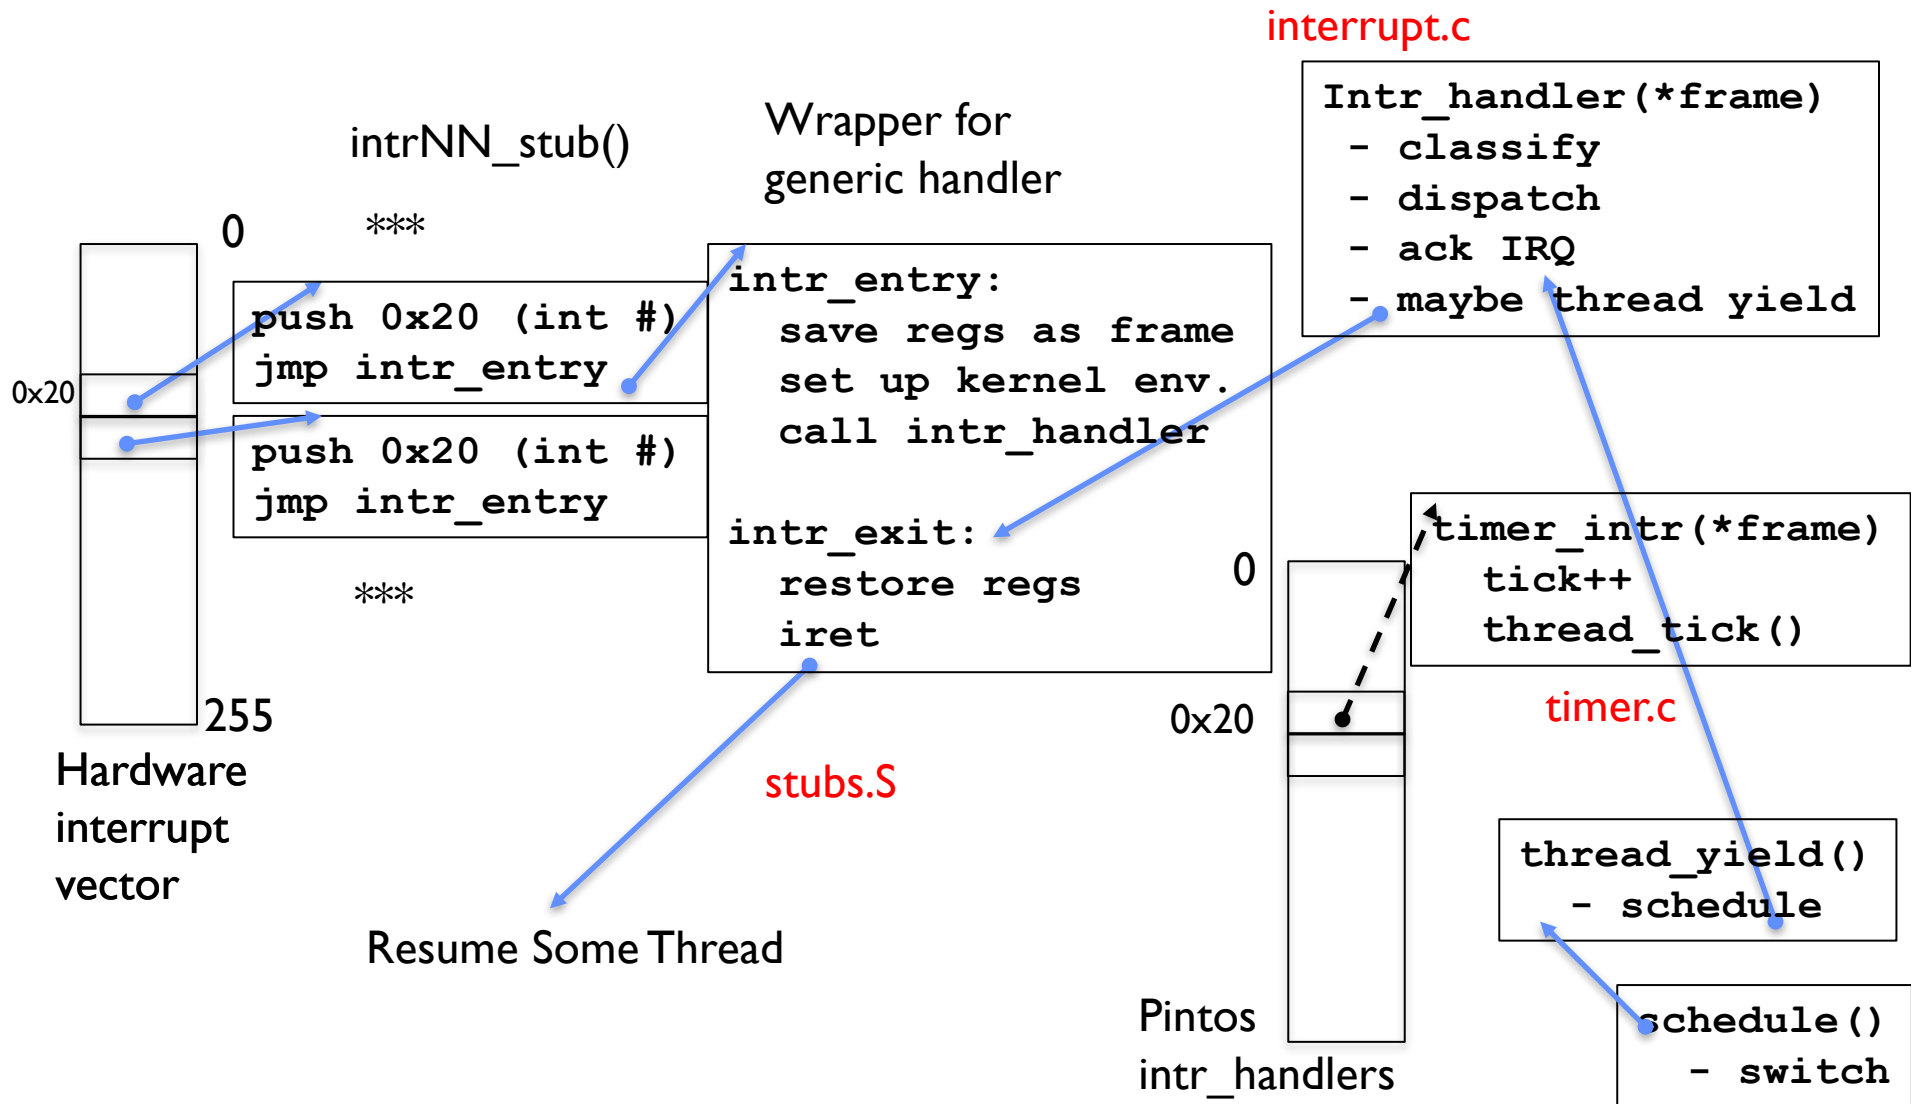 interrupt.c
Intr_handler(*frame)
- classify
- dispatch
- ack IRQ
- maybe thread yield
Wrapper for
generic handler
intrNN_stub()
0
***
push 0x20 (int #)
jmp intr_entry
0x20
push 0x20 (int #)
jmp intr_entry
***
255
Hardware
interrupt
vector
intr_entry:
save regs as frame
set up kernel env.
call intr_handler
intr_exit:
restore regs
iret
stubs.S
Resume Some Thread
0
0x20
Pintos
intr_handlers
timer_intr(*frame)
tick++
thread_tick()
timer.c
thread_yield()
- schedule
schedule()
- switch